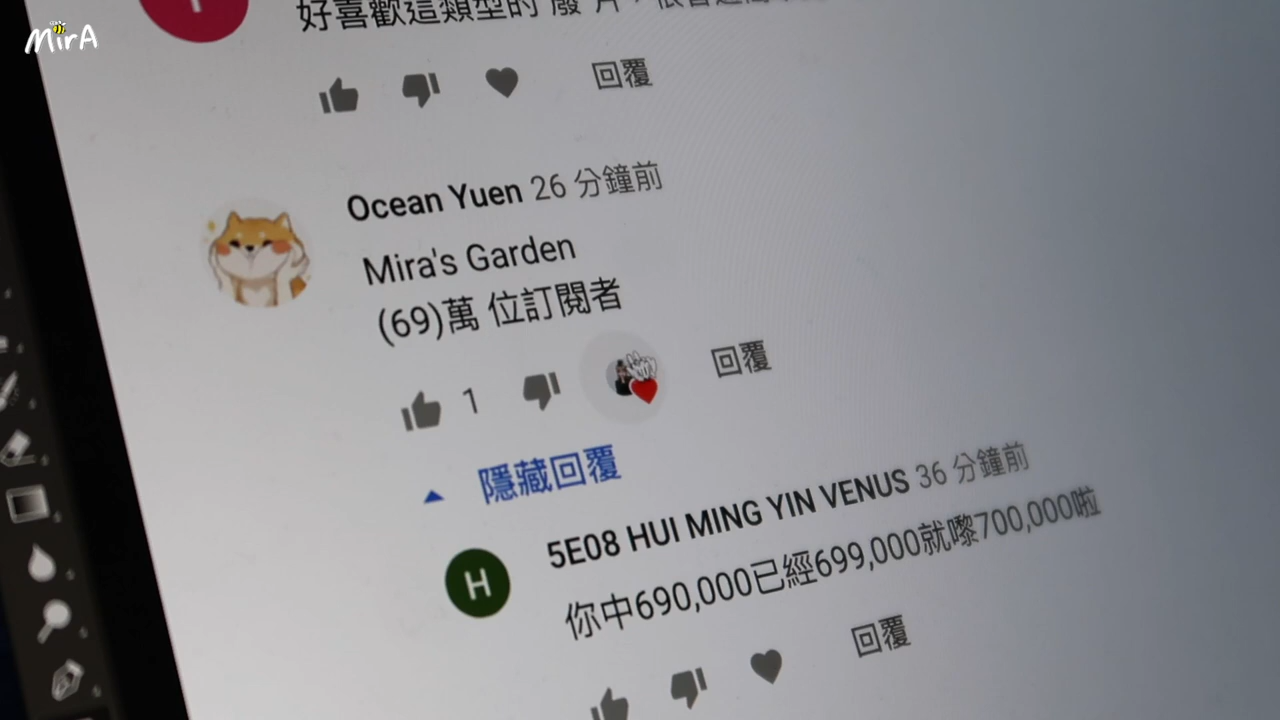 MirA
好喜歡這類型的 廢 片，很
回覆
Ocean Yuen 26 分鐘前
Mira's Garden
(69)萬 位訂閱者
1
回覆
隱藏回覆
5E08 HUI MING YIN VENUS 36 分鐘前
H
你中690,000已經699,000就嚟700,000啦
回覆